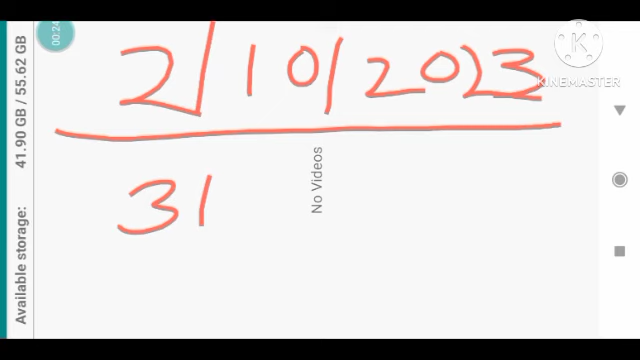 2/10/2023
31
No Videos
Available storage: 41.90 GB / 55.62 GB
00:24
K
KINEMASTER